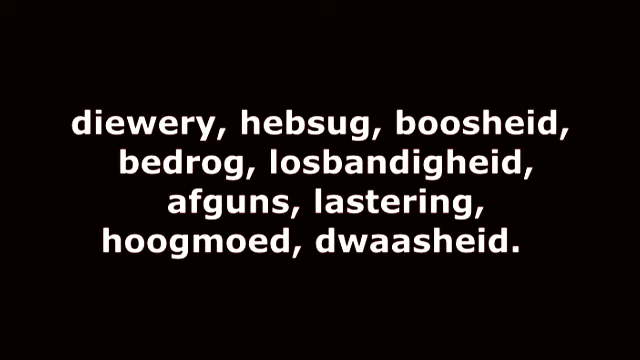 diewery, hebsug, boosheid,
bedrog, losbandigheid,
afguns, lastering,
hoogmoed, dwaasheid.